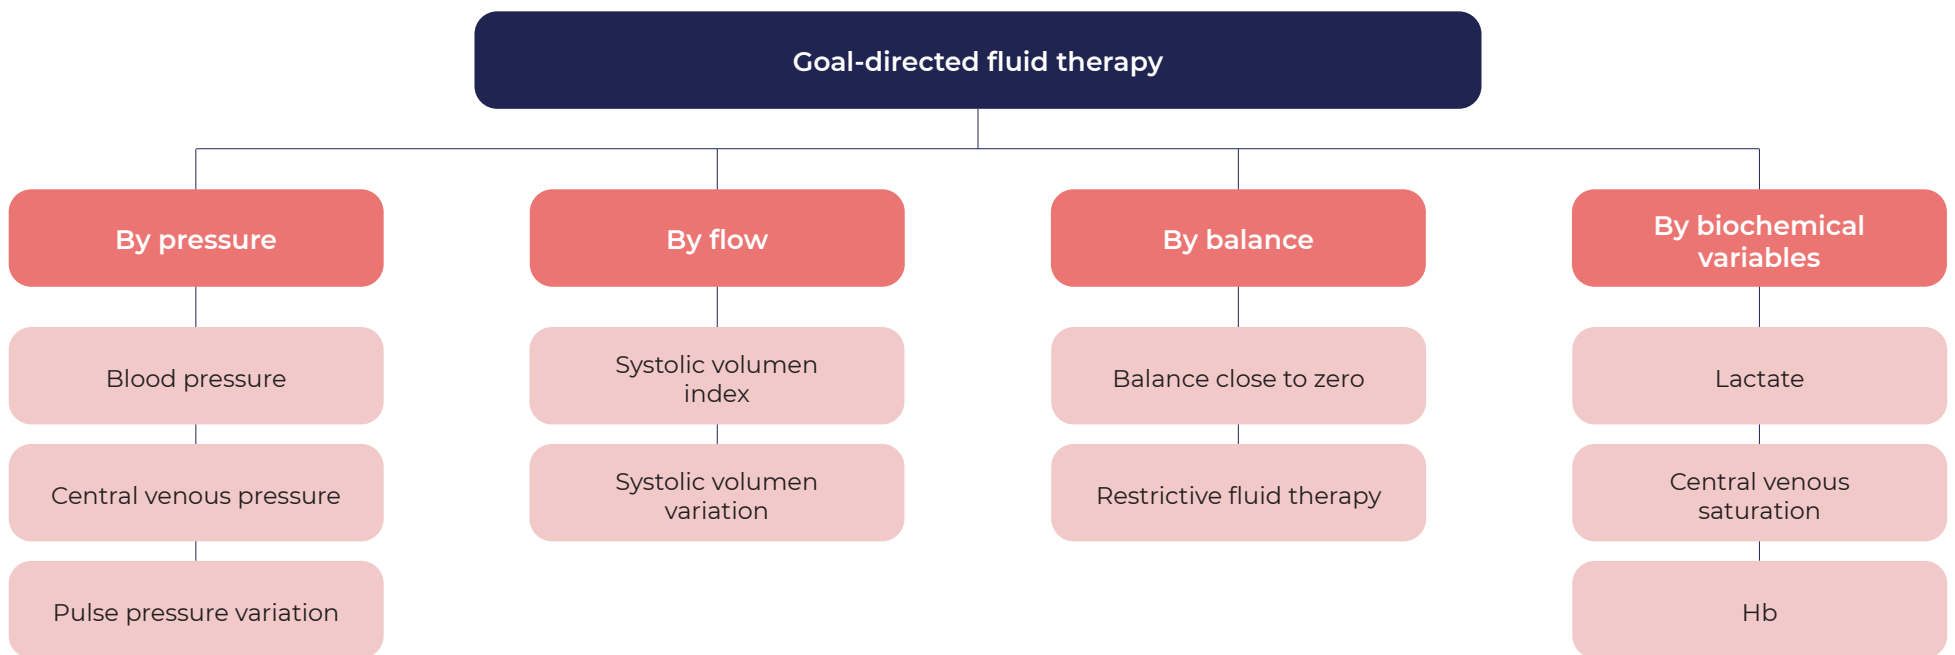 Goal-directed fluid therapy
By pressure
Blood pressure
Central venous pressure
Pulse pressure variation
By flow
Systolic volumen
index
Systolic volumen
variation
By balance
Balance close to zero
Restrictive fluid therapy
By biochemical
variables
Lactate
Central venous
saturation
Hb